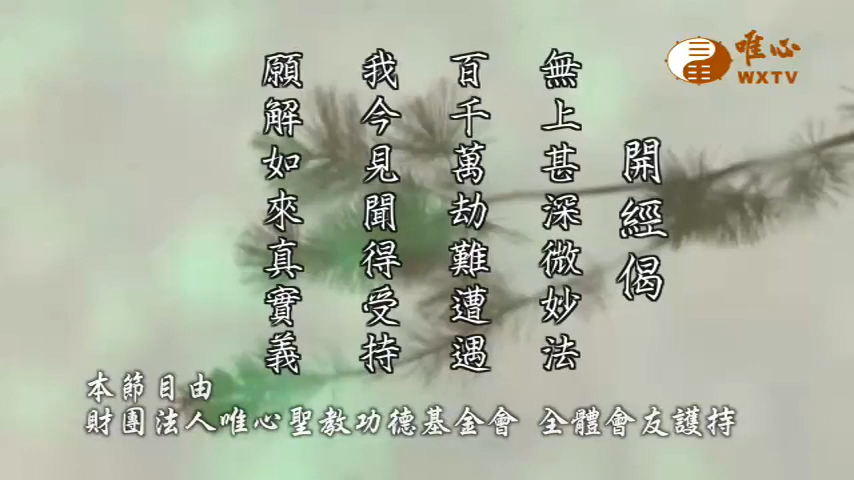 開經偈
無上甚深微妙法
百千萬劫難遭遇
我今見聞得受持
願解如來真實義
唯心
WXTV
本節目由
財團法人唯心聖教功德基金會 全體會友護持